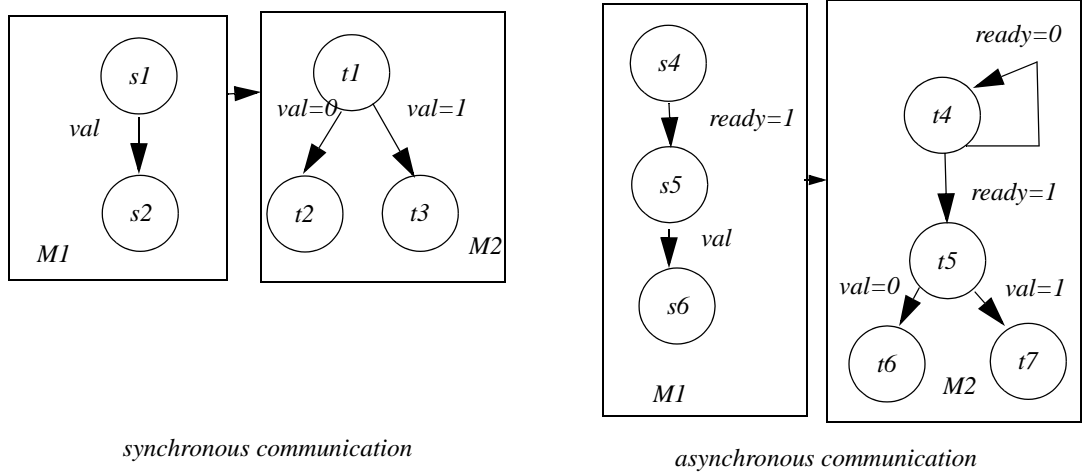 s1
val
s2
M1
t1
val=0
val=1
t2
t3
M2
synchronous communication
s4
ready=1
s5
val
s6
M1
ready=0
t4
ready=1
t5
val=0
val=1
t6
t7
M2
asynchronous communication